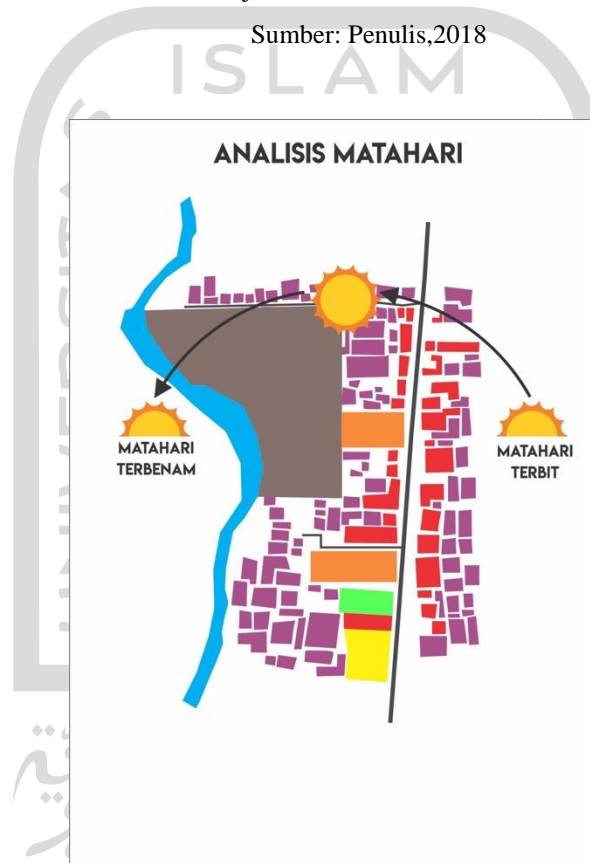 Sumber: Penulis,2018
ISLAM
ANALISIS MATAHARI
MATAHARI
TERBENAM
MATAHARI
TERBIT